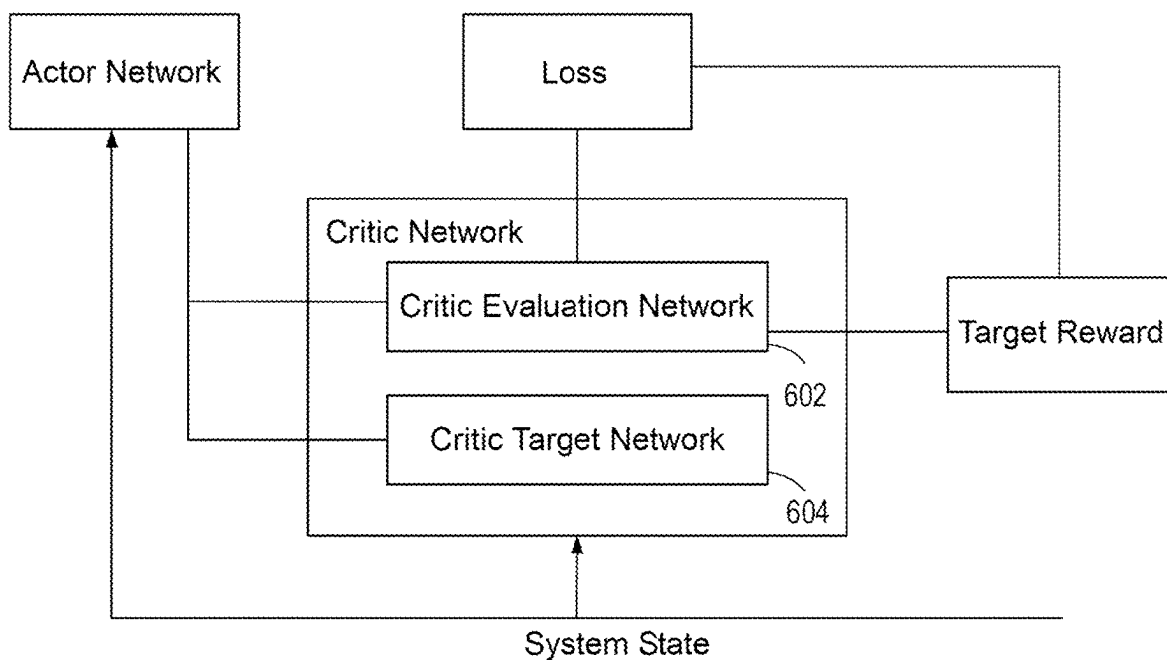 Actor Network
Loss
Critic Network
Critic Evaluation Network
Target Reward
602
Critic Target Network
604
System State